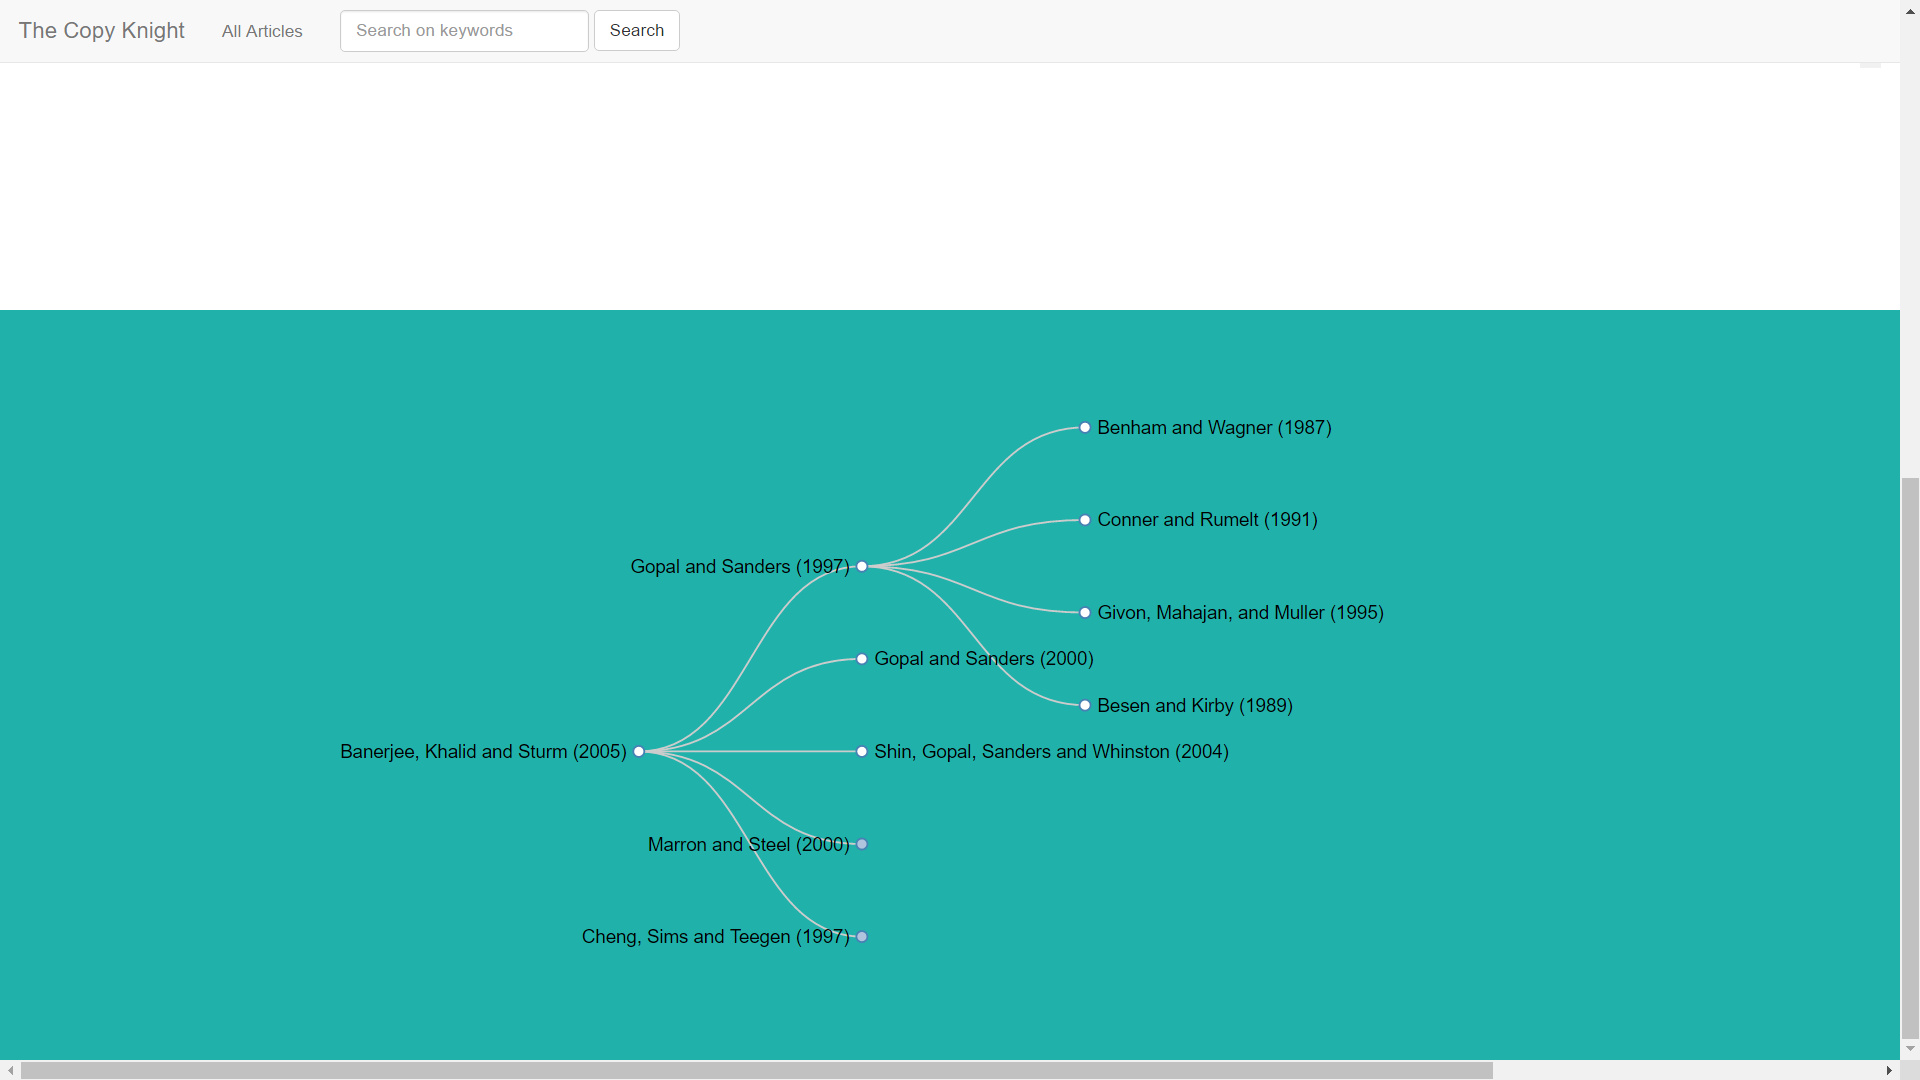 The Copy Knight
All Articles
Search on keywords
Search
Benham and Wagner (1987)
Conner and Rumelt (1991)
Gopal and Sanders (1997)
Givon, Mahajan, and Muller (1995)
Gopal and Sanders (2000)
Besen and Kirby (1989)
Banerjee, Khalid and Sturm (2005)
Shin, Gopal, Sanders and Whinston (2004)
Marron and Steel (2000)
Cheng, Sims and Teegen (1997)